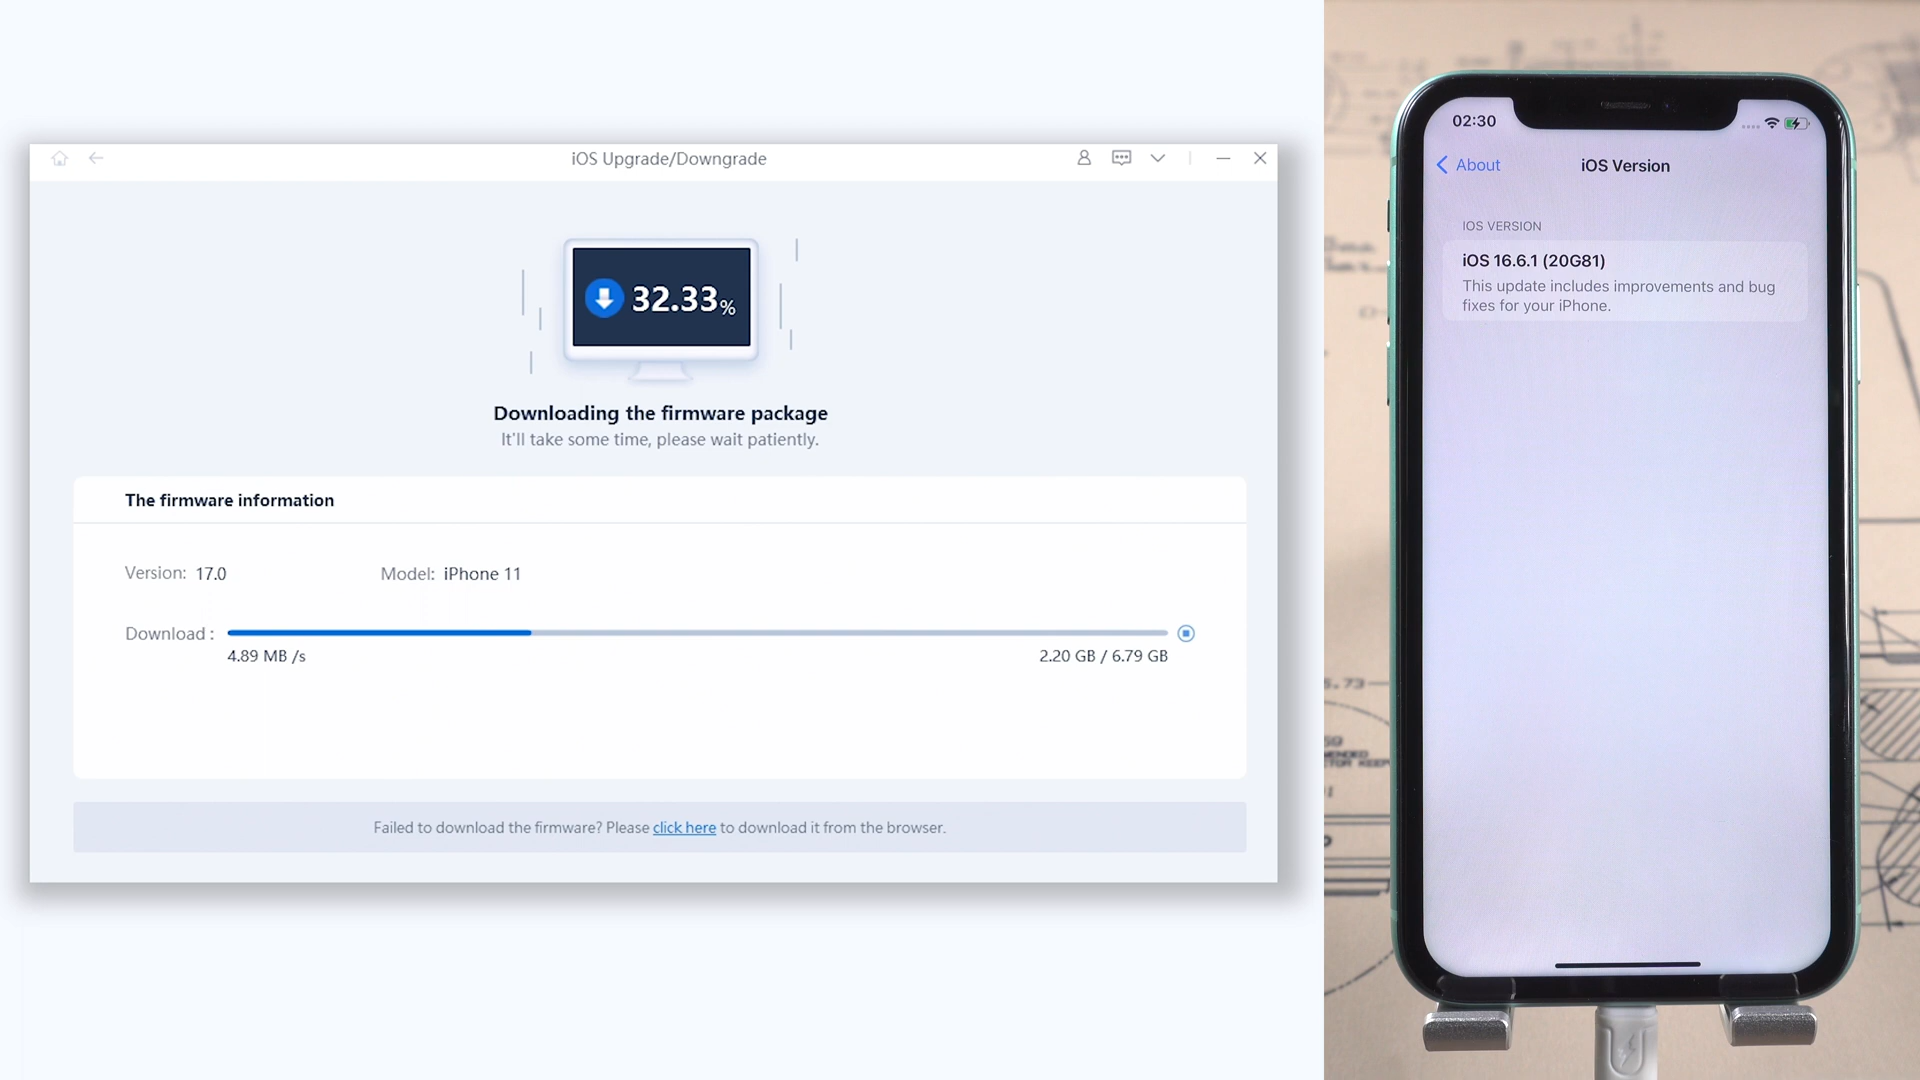 iOS Upgrade/Downgrade
32.33%
Downloading the firmware package
It'll take some time, please wait patiently.
The firmware information
Version: 17.0 Model: iPhone 11
Download :
4.89 MB /s 2.20 GB / 6.79 GB
Failed to download the firmware? Please click here to download it from the browser.
02:30
About iOS Version
IOS VERSION
iOS 16.6.1 (20G81)
This update includes improvements and bug
fixes for your iPhone.
5.73